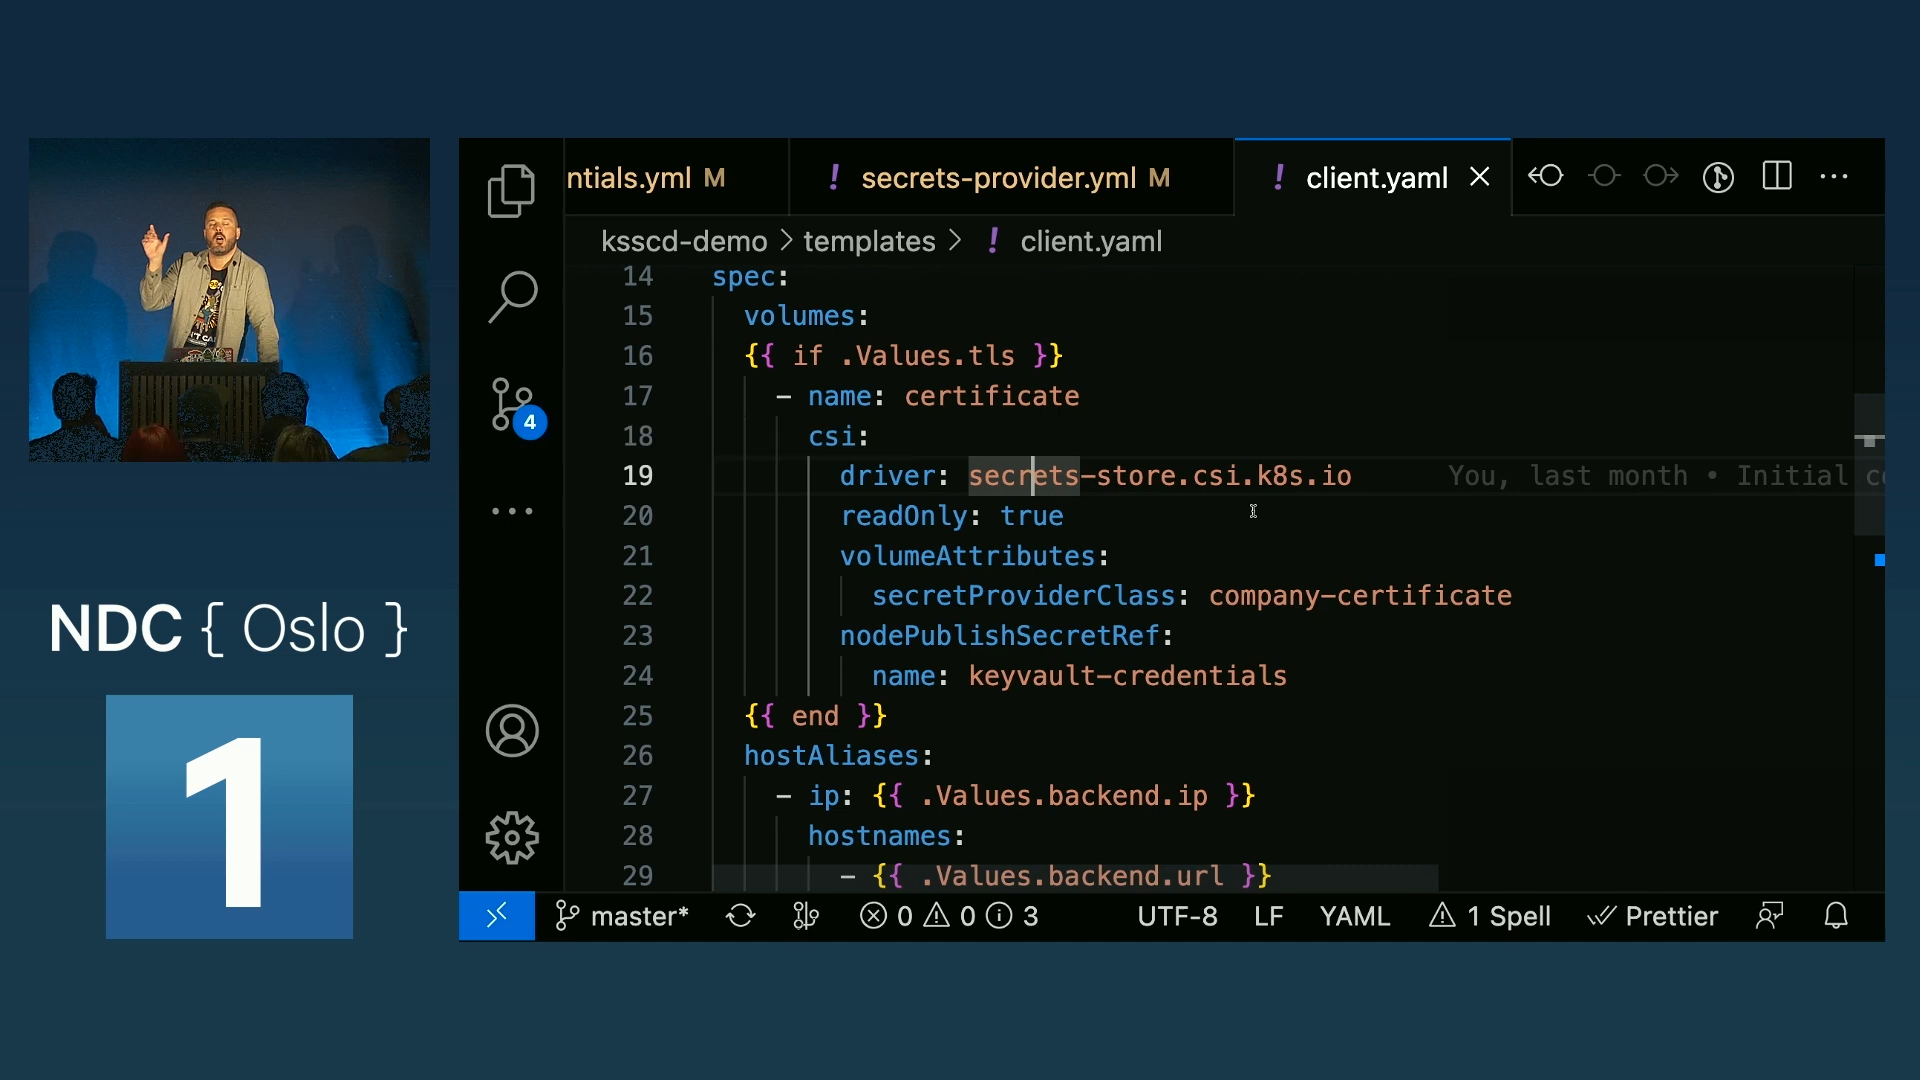 ntials.yml M
! secrets-provider.yml M
! client.yaml
ksscd-demo > templates > ! client.yaml
14 spec:
15 volumes:
16 {{ if .Values.tls }}
17 - name: certificate
18 csi:
19 driver: secrets-store.csi.k8s.io You, last month • Initial co
20 readOnly: true
21 volumeAttributes:
22 secretProviderClass: company-certificate
23 nodePublishSecretRef:
24 name: keyvault-credentials
25 {{ end }}
26 hostAliases:
27 - ip: {{ .Values.backend.ip }}
28 hostnames:
29 - {{ .Values.backend.url }}
4
master* 0 0 3 UTF-8 LF YAML 1 Spell Prettier
NDC { Oslo }
1